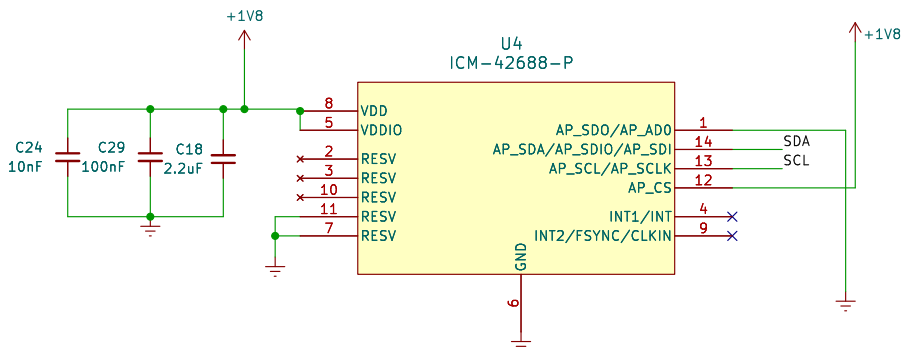 +1V8
+1V8
U4
ICM-42688-P
8
VDD
5
VDDIO
C24
10nF
C29
100nF
C18
2.2uF
2
RESV
3
RESV
10
RESV
11
RESV
7
RESV
AP_SDO/AP_AD0
1
AP_SDA/AP_SDIO/AP_SDI
14
SDA
AP_SCL/AP_SCLK
13
SCL
AP_CS
12
INT1/INT
4
INT2/FSYNC/CLKIN
9
GND
6